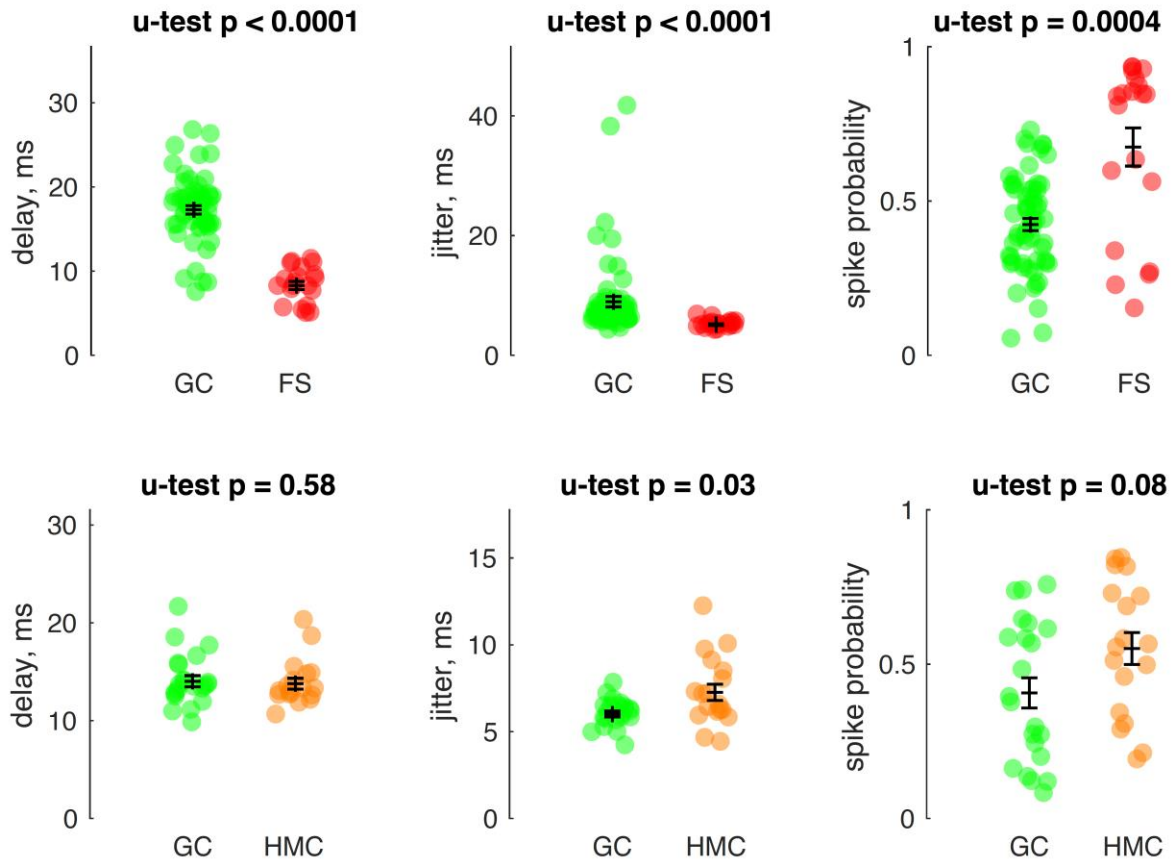 u-test p < 0.0001
u-test p < 0.0001
u-test p = 0.0004
delay, ms
30
20
10
0
GC FS
jitter, ms
40
20
0
GC FS
spike probability
1
0.5
0
GC FS
u-test p = 0.58
u-test p = 0.03
u-test p = 0.08
delay, ms
30
20
10
0
GC HMC
jitter, ms
15
10
5
0
GC HMC
spike probability
1
0.5
0
GC HMC